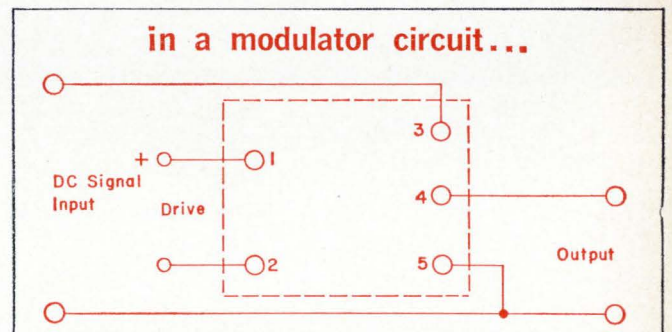 in a modulator circuit...
3
+ 1
DC Signal
Input
Drive
4
Output
2
5